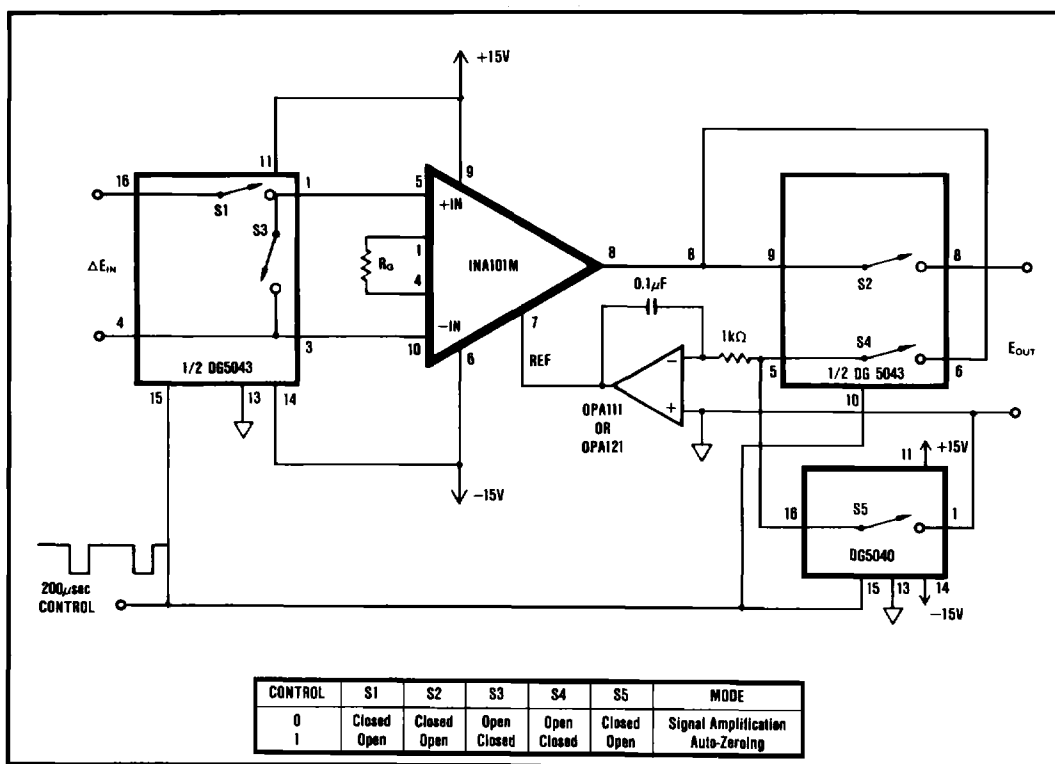 +15V
11
9
16
1
5
S1
+IN
S3
1
RG
4
INA101M
8
8
9
8
S2
ΔEIN
0.1µF
−IN
7
1kΩ
S4
4
3
10
6
REF
−
5
6
EOUT
1/2 DG5043
1/2 DG 5043
15
13
14
+
10
OPA111
OR
OPA121
11
+15V
−15V
16
S5
1
DG5040
200µsec
CONTROL
15
13
14
−15V
CONTROL S1 S2 S3 S4 S5 MODE
0 Closed Closed Open Open Closed Signal Amplification
1 Open Open Closed Closed Open Auto-Zeroing